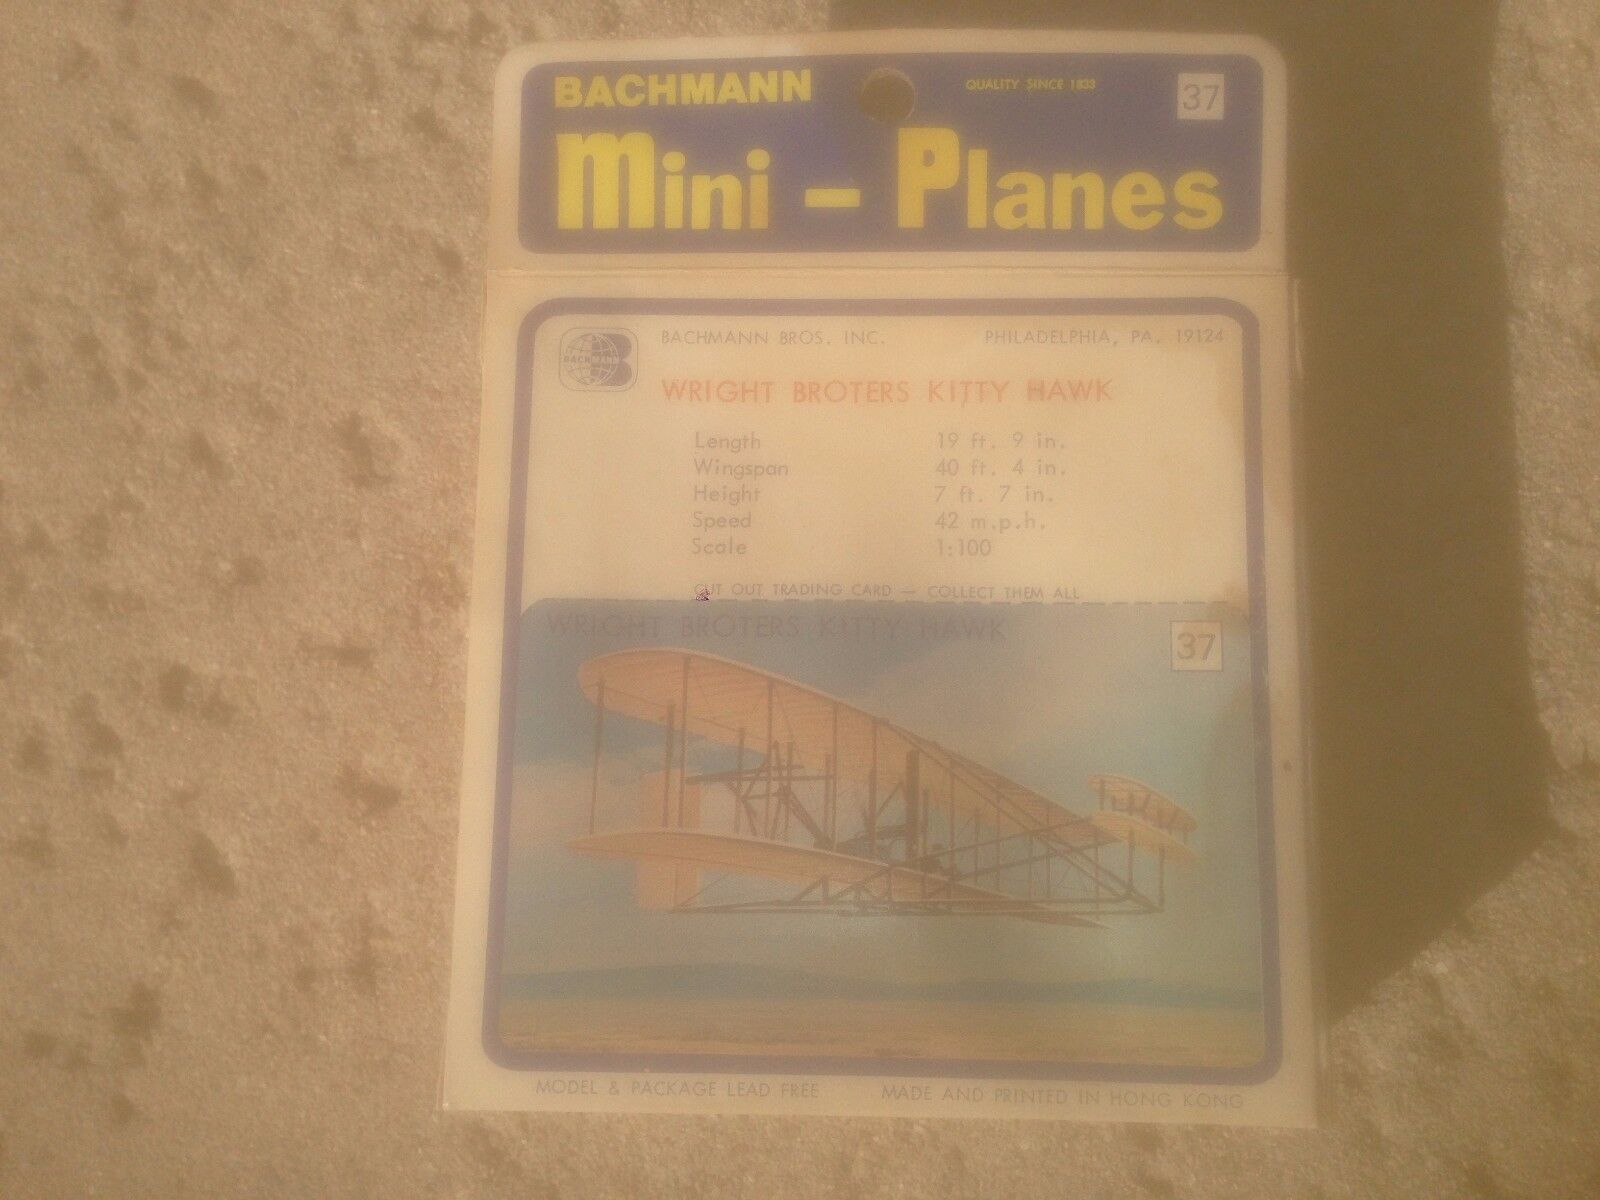 BACHMANN QUALITY SINCE 1833 37
Mini - Planes
BACHMANN
BACHMANN BROS. INC. PHILADELPHIA, PA. 19124
WRIGHT BROTERS KITTY HAWK
Length 19 ft. 9 in.
Wingspan 40 ft. 4 in.
Height 7 ft. 7 in.
Speed 42 m.p.h.
Scale 1:100
CUT OUT TRADING CARD — COLLECT THEM ALL
WRIGHT BROTERS KITTY HAWK 37
MODEL & PACKAGE LEAD FREE MADE AND PRINTED IN HONG KONG